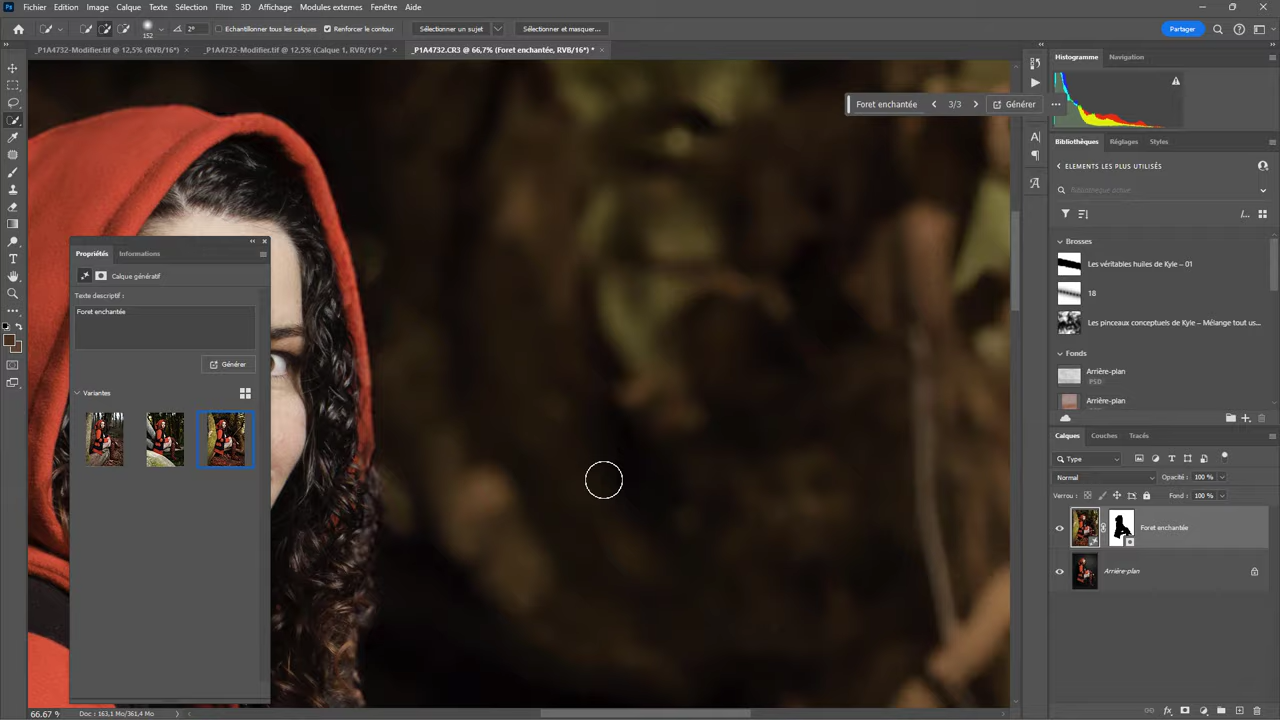 Fichier Edition Image Calque Texte Sélection Filtre 3D Affichage Modules externes Fenêtre Aide
152 2° Echantillonner tous les calques Renforcer le contour Sélectionner un sujet Sélectionner et masquer... Partager
_P1A4732-Modifier.tif @ 12,5% (RVB/16*) × _P1A4732-Modifier.tif @ 12,5% (Calque 1, RVB/16*) * × _P1A4732.CR3 @ 66,7% (Foret enchantée, RVB/16*) * ×
Histogramme Navigation
Foret enchantée 3/3 Générer ...
Bibliothèques Réglages Styles
ELEMENTS LES PLUS UTILISÉS
Brosses
Les véritables huiles de Kyle – 01
18
Les pinceaux conceptuels de Kyle – Mélange tout us...
Fonds
Arrière-plan
PSD
Arrière-plan
Propriétés Informations
Calque génératif
Texte descriptif :
Foret enchantée
Générer
Variantes
Calques Couches Tracés
Type
Normal Opacité : 100 %
Verrou : Fond : 100 %
Foret enchantée
Arrière-plan
66,67 % Doc : 163,1 Mo/361,4 Mo